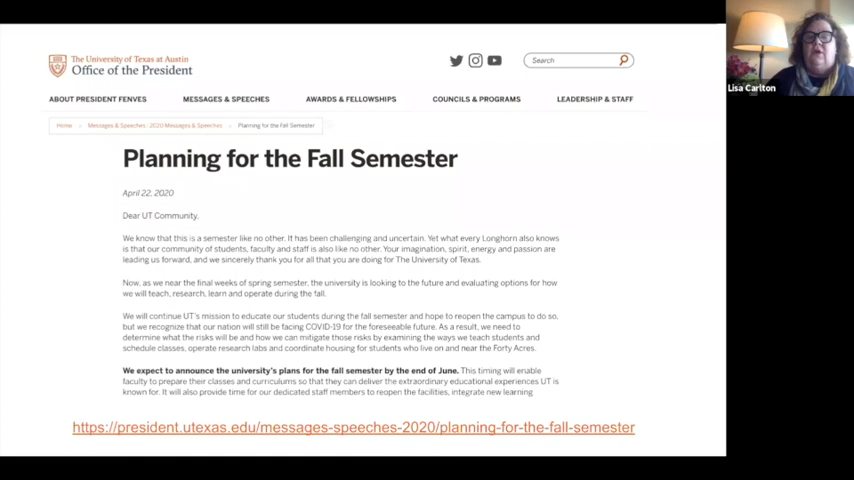 The University of Texas at Austin
Office of the President
Search
Lisa Carlton
ABOUT PRESIDENT FENVES
MESSAGES & SPEECHES
AWARDS & FELLOWSHIPS
COUNCILS & PROGRAMS
LEADERSHIP & STAFF
Home > Messages & Speeches : 2020 Messages & Speeches > Planning for the Fall Semester
Planning for the Fall Semester
April 22, 2020
Dear UT Community,
We know that this is a semester like no other. It has been challenging and uncertain. Yet what every Longhorn also knows
is that our community of students, faculty and staff is also like no other. Your imagination, spirit, energy and passion are
leading us forward, and we sincerely thank you for all that you are doing for The University of Texas.
Now, as we near the final weeks of spring semester, the university is looking to the future and evaluating options for how
we will teach, research, learn and operate during the fall.
We will continue UT's mission to educate our students during the fall semester and hope to reopen the campus to do so,
but we recognize that our nation will still be facing COVID-19 for the foreseeable future. As a result, we need to
determine what the risks will be and how we can mitigate those risks by examining the ways we teach students and
schedule classes, operate research labs and coordinate housing for students who live on and near the Forty Acres.
We expect to announce the university's plans for the fall semester by the end of June. This timing will enable
faculty to prepare their classes and curriculums so that they can deliver the extraordinary educational experiences UT is
known for. It will also provide time for our dedicated staff members to reopen the facilities, integrate new learning
https://president.utexas.edu/messages-speeches-2020/planning-for-the-fall-semester